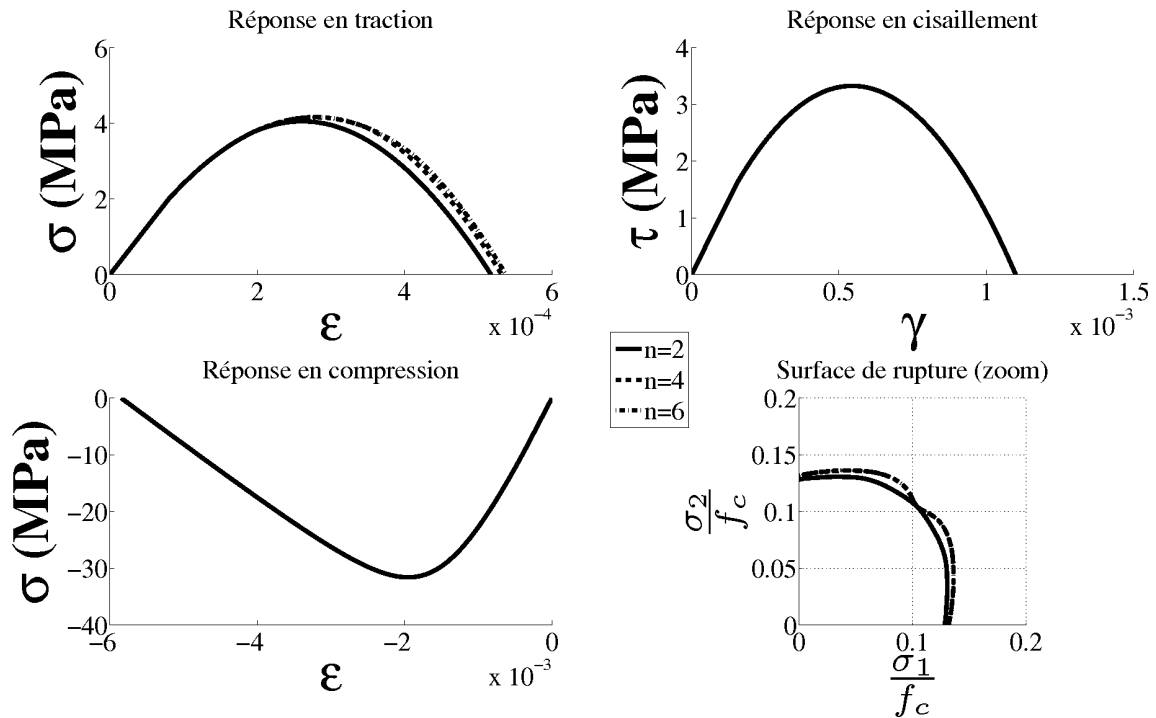 Réponse en traction
6
4
2
0
σ (MPa)
0 2 4 6
x 10⁻⁴
ε
Réponse en cisaillement
4
3
2
1
0
τ (MPa)
0 0.5 1 1.5
x 10⁻³
γ
n=2
n=4
n=6
Réponse en compression
0
−10
−20
−30
−40
σ (MPa)
−6 −4 −2 0
x 10⁻³
ε
Surface de rupture (zoom)
0.2
0.15
0.1
0.05
0
σ2
fc
0 0.1 0.2
σ1
fc